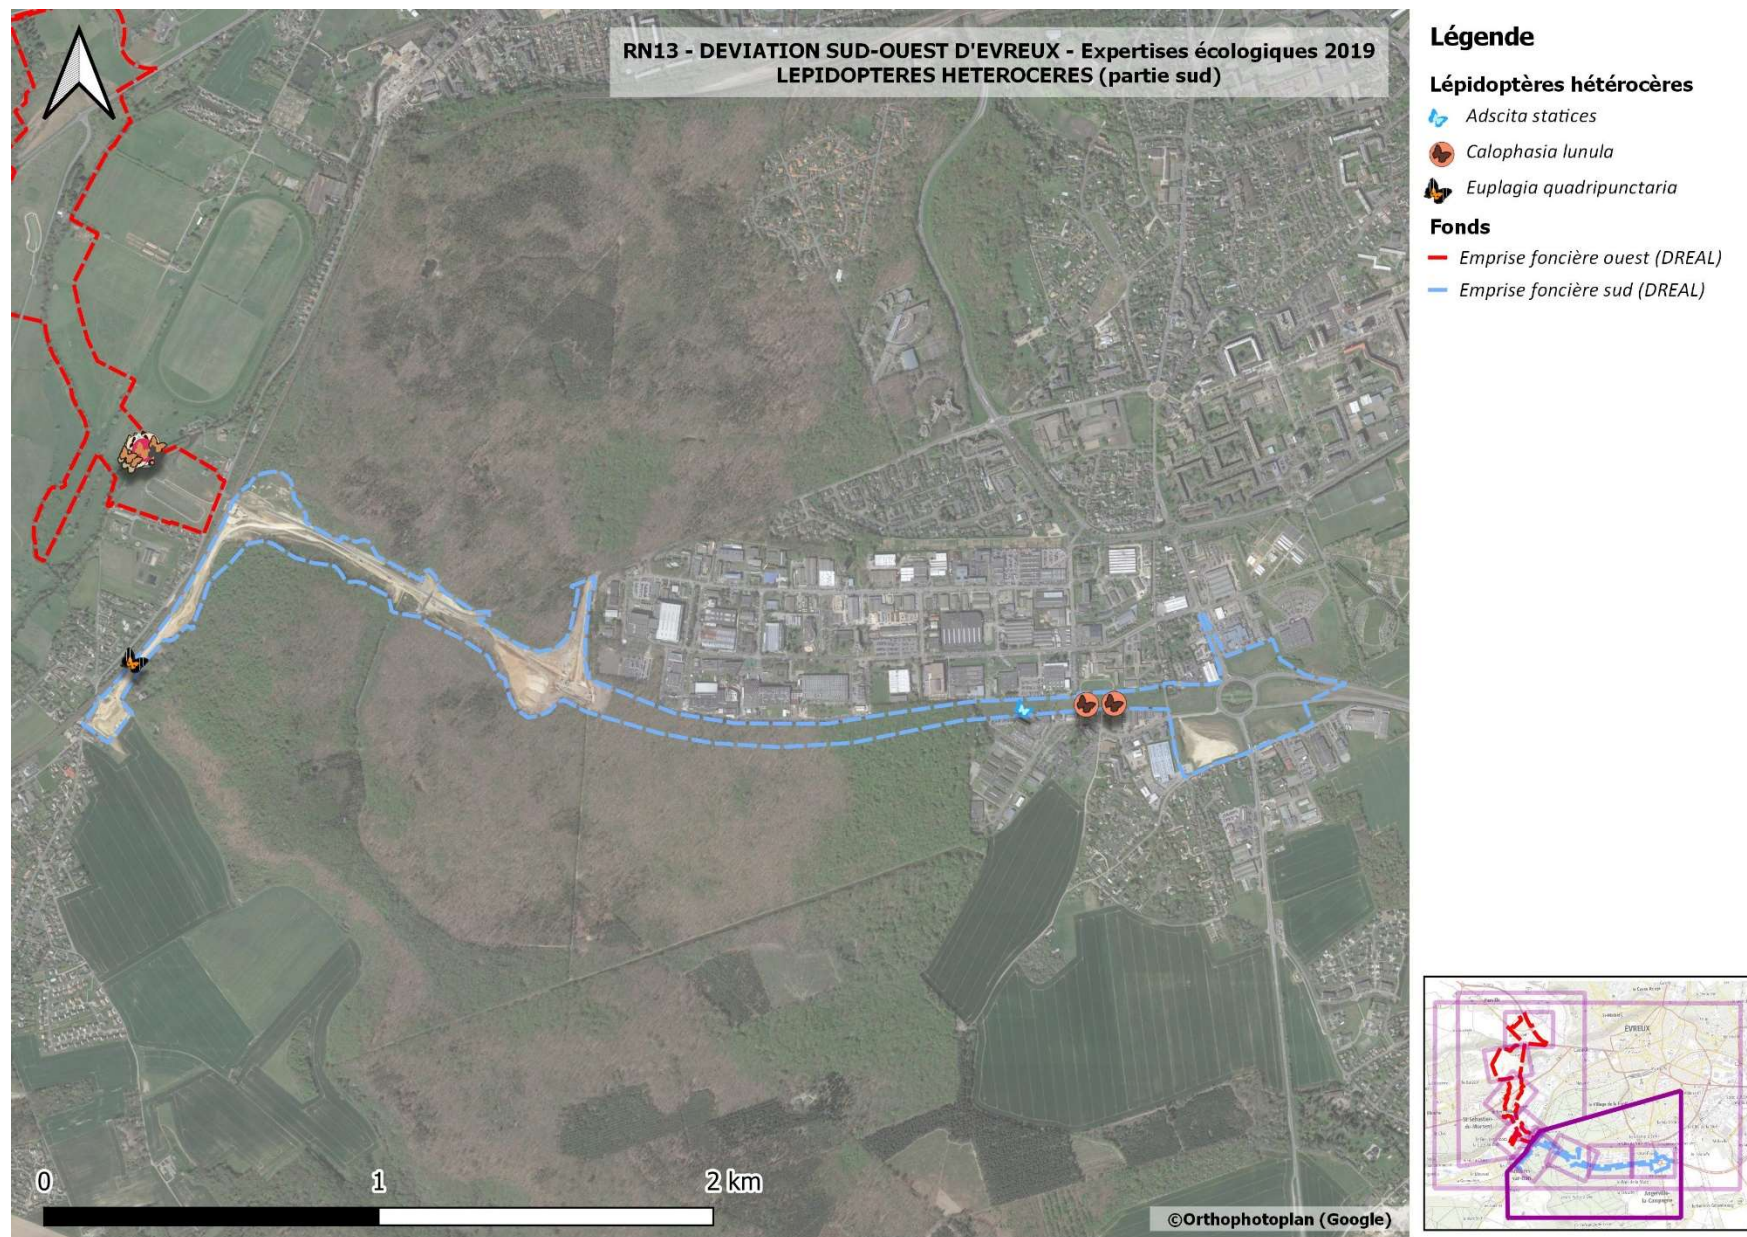 RN13 - DEVIATION SUD-OUEST D'EVREUX - Expertises écologiques 2019
LEPIDOPTERES HETEROCERES (partie sud)
Légende
Lépidoptères hétérocères
Adscita statices
Calophasia lunula
Euplagia quadripunctaria
Fonds
Emprise foncière ouest (DREAL)
Emprise foncière sud (DREAL)
EVREUX
0 1 2 km
©Orthophotoplan (Google)